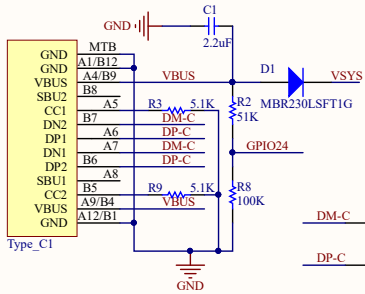 C1
GND
2.2uF
MTB
GND
A1/B12
GND
A4/B9
VBUS
VBUS
D1
VSYS
B8
SBU2
MBR230LSFT1G
A5
CC1
R3
5.1K
R2
51K
B7
DN2
DM-C
A6
DP1
DP-C
A7
DN1
DM-C
GPIO24
B6
DP2
DP-C
A8
SBU1
B5
CC2
R9
5.1K
R8
100K
A9/B4
VBUS
VBUS
A12/B1
GND
DM-C
Type_C1
DP-C
GND